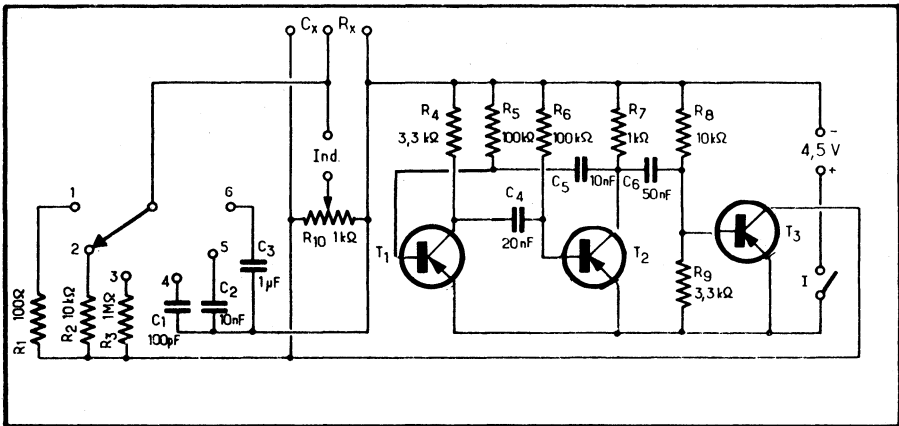 Cx Rx
R4
3,3 kΩ
R5
100kΩ
R6
100kΩ
R7
1kΩ
R8
10kΩ
-
4,5 V
+
Ind.
1
6
2
5
3
4
R10 1kΩ
C3
1µF
C2
10nF
C1
100pF
R1
100Ω
R2
10kΩ
R3
1MΩ
C5
10nF
C6
50nF
C4
20nF
T1
T2
T3
R9
3,3kΩ
I